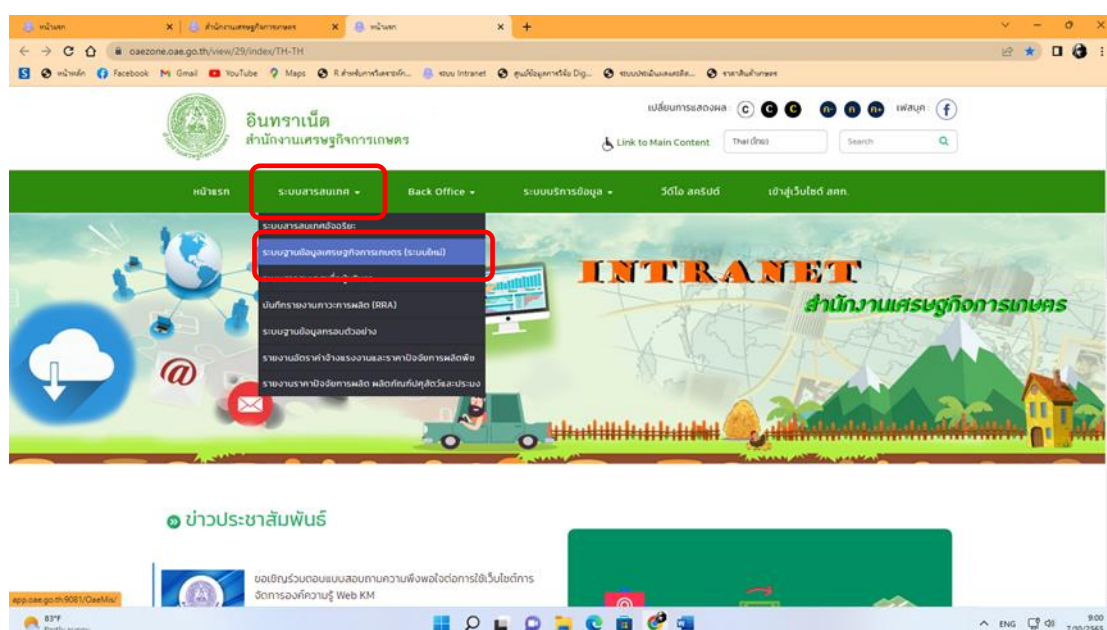 หน้าแรก
สำนักงานเศรษฐกิจการเกษตร
หน้าแรก
oaezone.oae.go.th/view/29/index/TH-TH
หน้าหลัก
Facebook
Gmail
YouTube
Maps
ระบบ Intranet
ราคาสินค้าเกษตร
อินทราเน็ต
สำนักงานเศรษฐกิจการเกษตร
เปลี่ยนการแสดงผล
C C C
ก- ก ก+
เฟสบุค :
Link to Main Content
Thai (ไทย)
Search
หน้าแรก
ระบบสารสนเทศ
Back Office
ระบบบริการข้อมูล
วีดีโอ สคริปต์
เข้าสู่เว็บไซต์ สศก.
ระบบสารสนเทศอัจฉริยะ
ระบบฐานข้อมูลเศรษฐกิจการเกษตร (ระบบใหม่)
บันทึกรายงานภาวะการผลิต (RRA)
ระบบฐานข้อมูลกรอบตัวอย่าง
รายงานอัตราค่าจ้างแรงงานและราคาปัจจัยการผลิตพืช
รายงานราคาปัจจัยการผลิต ผลิตภัณฑ์ปศุสัตว์และประมง
INTRANET
สำนักงานเศรษฐกิจการเกษตร
ข่าวประชาสัมพันธ์
ขอเชิญร่วมตอบแบบสอบถามความพึงพอใจต่อการใช้เว็บไซต์การ
จัดการองค์ความรู้ Web KM
app.oae.go.th:9081/OaeMis/
83°F
ENG
9:00